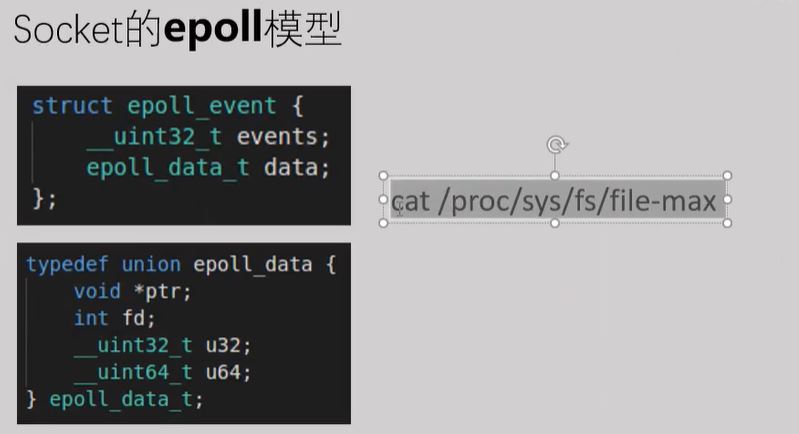 Socket的epoll模型
struct epoll_event {
    __uint32_t events;
    epoll_data_t data;
};
cat /proc/sys/fs/file-max
typedef union epoll_data {
    void *ptr;
    int fd;
    __uint32_t u32;
    __uint64_t u64;
} epoll_data_t;